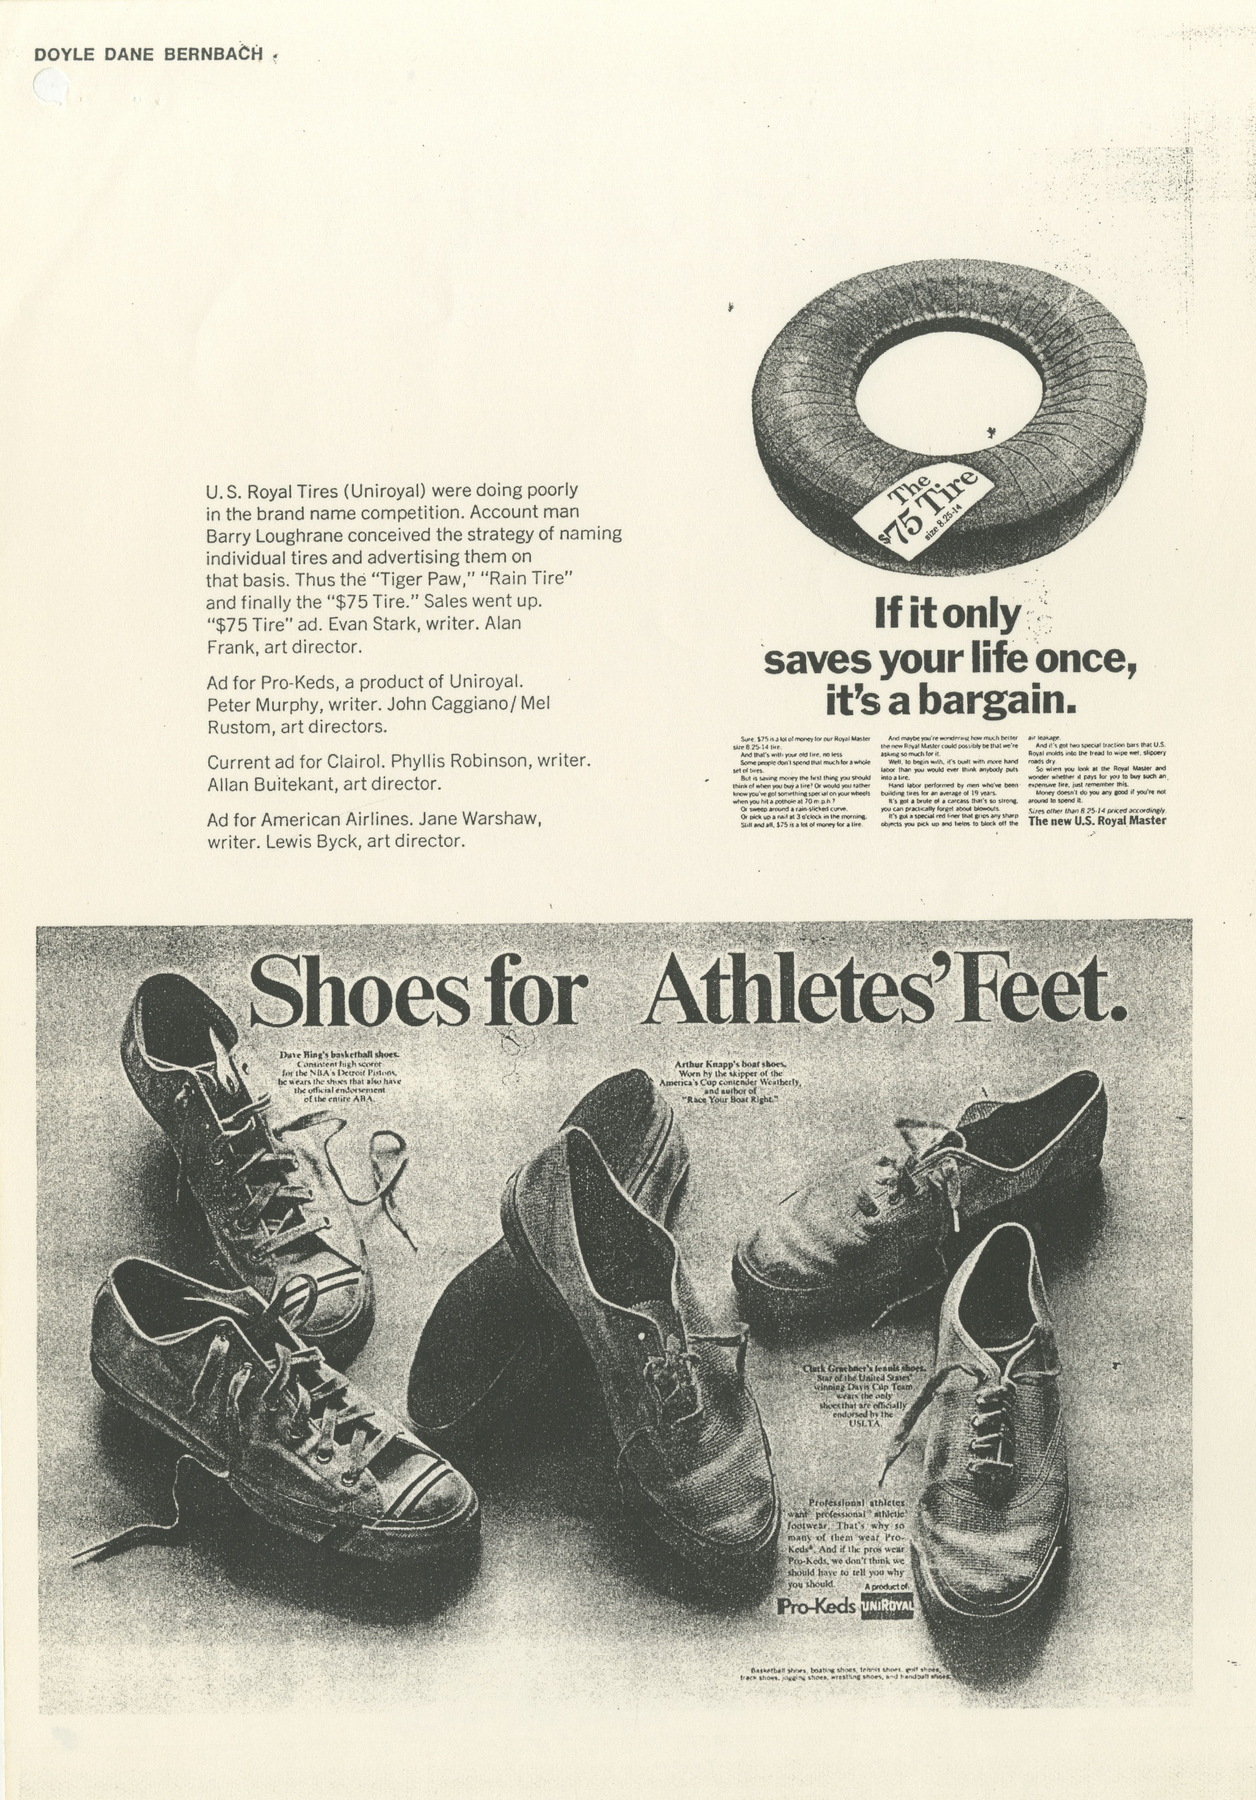 DOYLE DANE BERNBACH
U.S. Royal Tires (Uniroyal) were doing poorly
in the brand name competition. Account man
Barry Loughrane conceived the strategy of naming
individual tires and advertising them on
that basis. Thus the “Tiger Paw,” “Rain Tire”
and finally the “$75 Tire.” Sales went up.
“$75 Tire” ad. Evan Stark, writer. Alan
Frank, art director.
Ad for Pro-Keds, a product of Uniroyal.
Peter Murphy, writer. John Caggiano/Mel
Rustom, art directors.
Current ad for Clairol. Phyllis Robinson, writer.
Allan Buitekant, art director.
Ad for American Airlines. Jane Warshaw,
writer. Lewis Byck, art director.
The
$75 Tire
size 8.25-14
If it only
saves your life once,
it’s a bargain.
Sure, $75 is a lot of money for our Royal Master
size 8.25-14 tire.
And that’s with your old tire, no less.
Some people don’t spend that much for a whole
set of tires.
But is saving money the first thing you should
think of when you buy a tire? Or would you rather
know you’ve got something special on your wheels
when you hit a pothole at 70 m.p.h.?
Or sweep around a rain-slicked curve.
Or pick up a nail at 3 o’clock in the morning.
Still and all, $75 is a lot of money for a tire.
And maybe you’re wondering how much better
the new Royal Master could possibly be that we’re
asking so much for it.
Well, to begin with, it’s built with more hand
labor than you would ever think anybody puts
into a tire.
Hand labor performed by men who’ve been
building tires for an average of 19 years.
It’s got a brute of a carcass that’s so strong,
you can practically forget about blowouts.
It’s got a special red liner that grips any sharp
objects you pick up and helps to block off the
air leakage.
And it’s got two special traction bars that U.S.
Royal molds into the tread to wipe wet, slippery
roads dry.
So when you look at the Royal Master and
wonder whether it pays for you to buy such an
expensive tire, just remember this.
Money doesn’t do you any good if you’re not
around to spend it.
Sizes other than 8.25-14 priced accordingly.
The new U.S. Royal Master
Shoes for Athletes’ Feet.
Dave Bing’s basketball shoes.
Consistent high scorer
for the NBA’s Detroit Pistons,
he wears the shoes that also have
the official endorsement
of the entire ABA.
Arthur Knapp’s boat shoes.
Worn by the skipper of the
America’s Cup contender Weatherly,
and author of
“Race Your Boat Right.”
Clark Graebner’s tennis shoes.
Star of the United States’
winning Davis Cup Team
wears the only
shoes that are officially
endorsed by the
USLTA.
Professional athletes
want professional athletic
footwear. That’s why so
many of them wear Pro-
Keds®. And if the pros wear
Pro-Keds, we don’t think we
should have to tell you why
you should.
A product of
Pro-Keds UNIROYAL
Basketball shoes, boating shoes, tennis shoes, golf shoes,
track shoes, jogging shoes, wrestling shoes, and handball shoes.